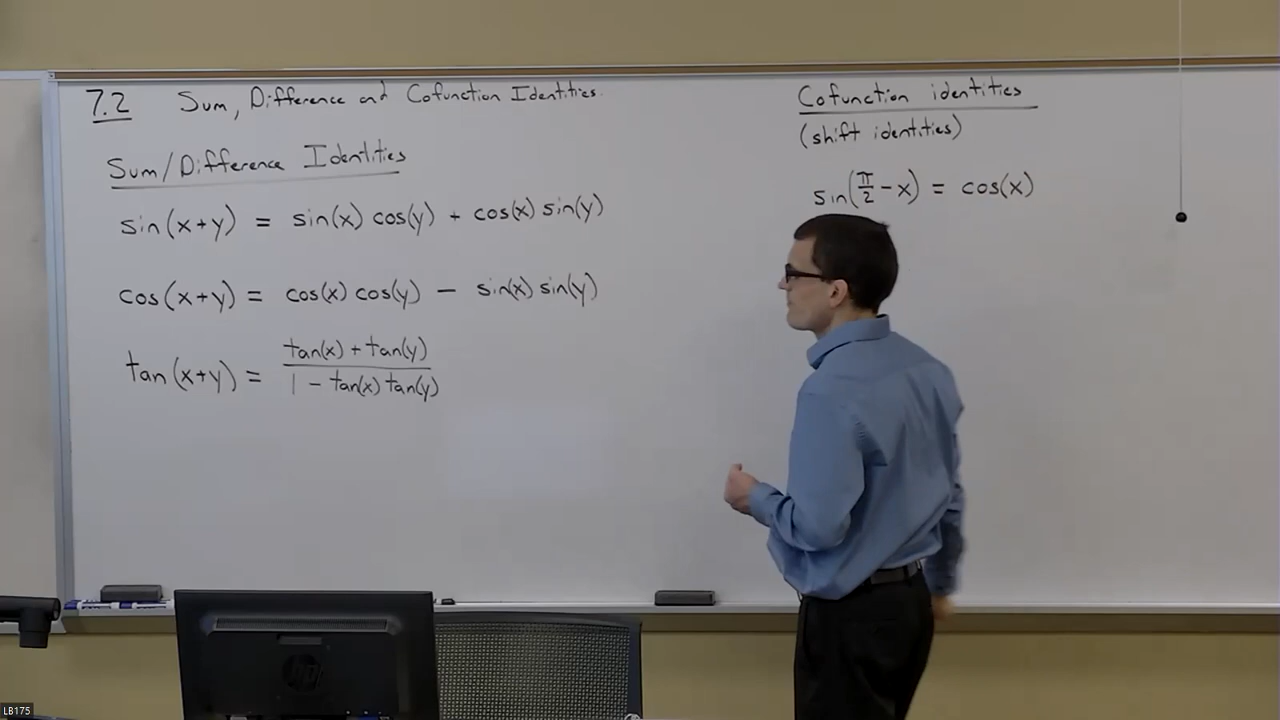 7.2 Sum, Difference and Cofunction Identities.
Sum/Difference Identities
sin(x+y) = sin(x) cos(y) + cos(x) sin(y)
cos(x+y) = cos(x) cos(y) - sin(x) sin(y)
tan(x+y) = tan(x) + tan(y)
1 - tan(x) tan(y)
Cofunction identities
(shift identities)
sin(π/2 - x) = cos(x)
hp
LB175